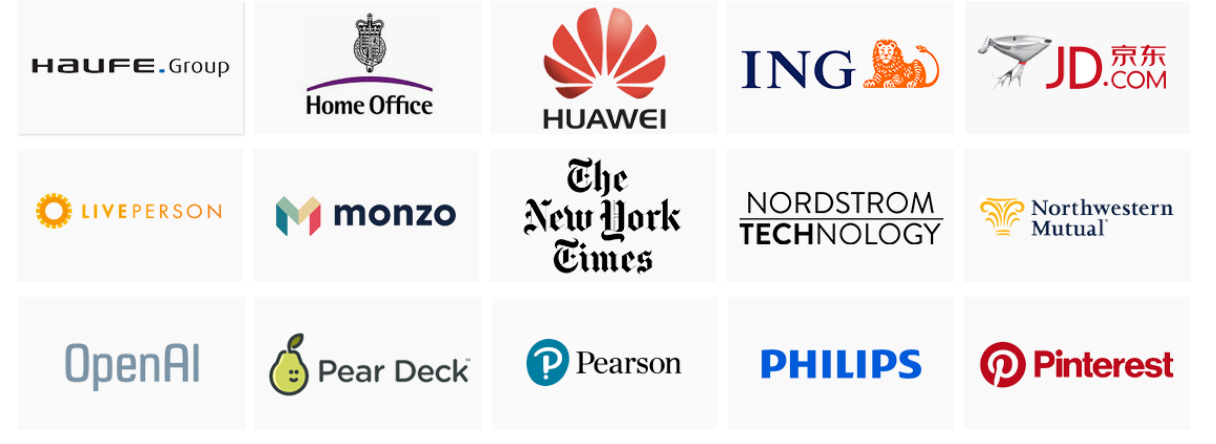 HAUFE.Group
Home Office
HUAWEI
ING
JD.COM 京东
LIVEPERSON
monzo
The
New York
Times
NORDSTROM
TECHNOLOGY
Northwestern
Mutual
OpenAI
Pear Deck™
Pearson
PHILIPS
Pinterest